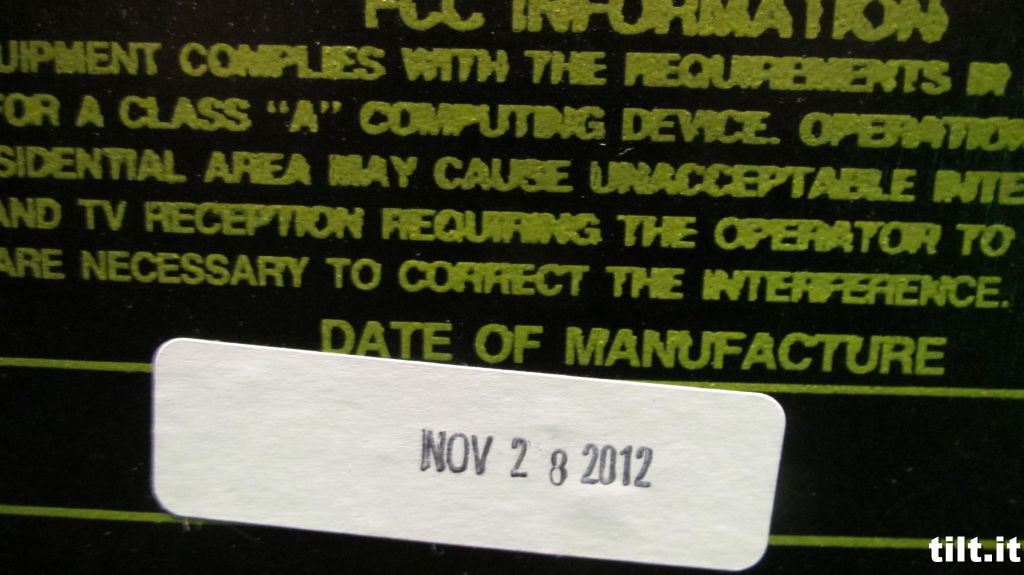 FCC INFORMATION
UIPMENT COMPLIES WITH THE REQUIREMENTS IN
FOR A CLASS "A" COMPUTING DEVICE. OPERATION
SIDENTIAL AREA MAY CAUSE UNACCEPTABLE INTE
AND TV RECEPTION REQUIRING THE OPERATOR TO
ARE NECESSARY TO CORRECT THE INTERFERENCE.
DATE OF MANUFACTURE
NOV 28 2012
tilt.it